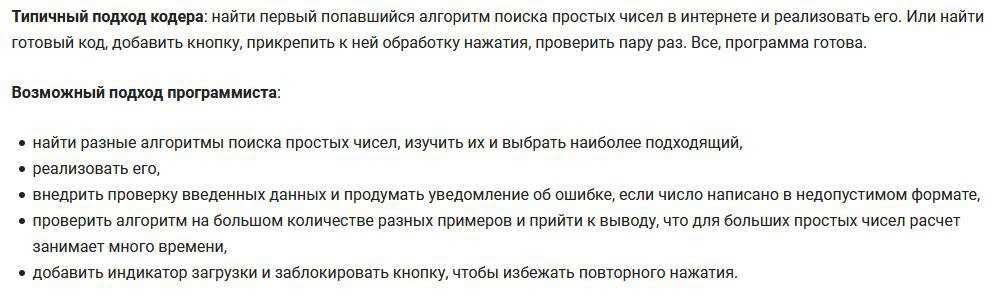 Типичный подход кодера: найти первый попавшийся алгоритм поиска простых чисел в интернете и реализовать его. Или найти
готовый код, добавить кнопку, прикрепить к ней обработку нажатия, проверить пару раз. Все, программа готова.
Возможный подход программиста:
• найти разные алгоритмы поиска простых чисел, изучить их и выбрать наиболее подходящий,
• реализовать его,
• внедрить проверку введенных данных и продумать уведомление об ошибке, если число написано в недопустимом формате,
• проверить алгоритм на большом количестве разных примеров и прийти к выводу, что для больших простых чисел расчет
занимает много времени,
• добавить индикатор загрузки и заблокировать кнопку, чтобы избежать повторного нажатия.